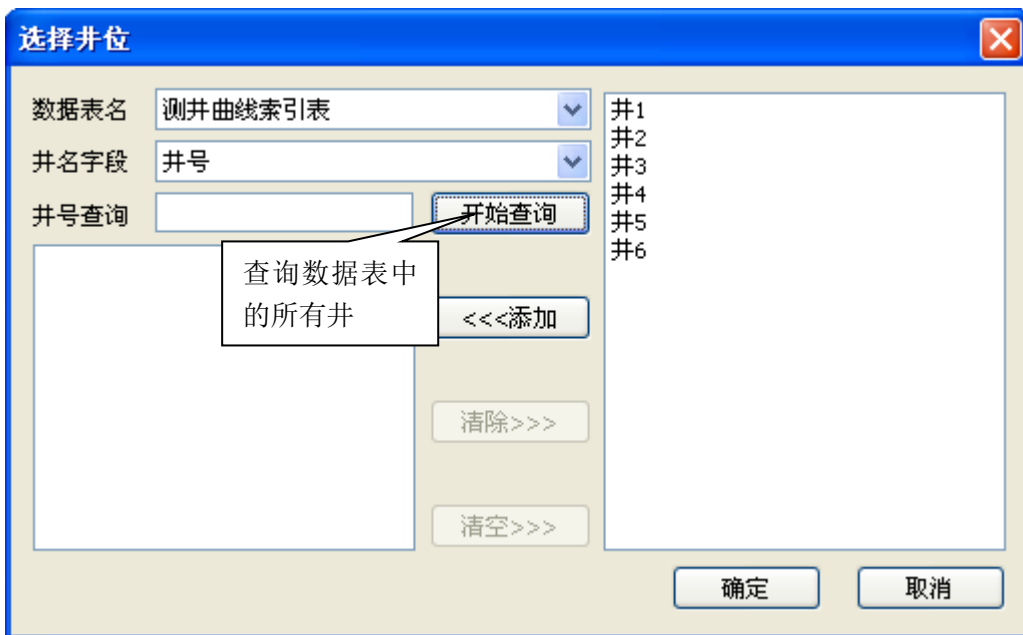 选择井位
数据表名 测井曲线索引表
井名字段 井号
井号查询 开始查询
查询数据表中
的所有井
<<<添加
清除>>>
清空>>>
井1
井2
井3
井4
井5
井6
确定 取消